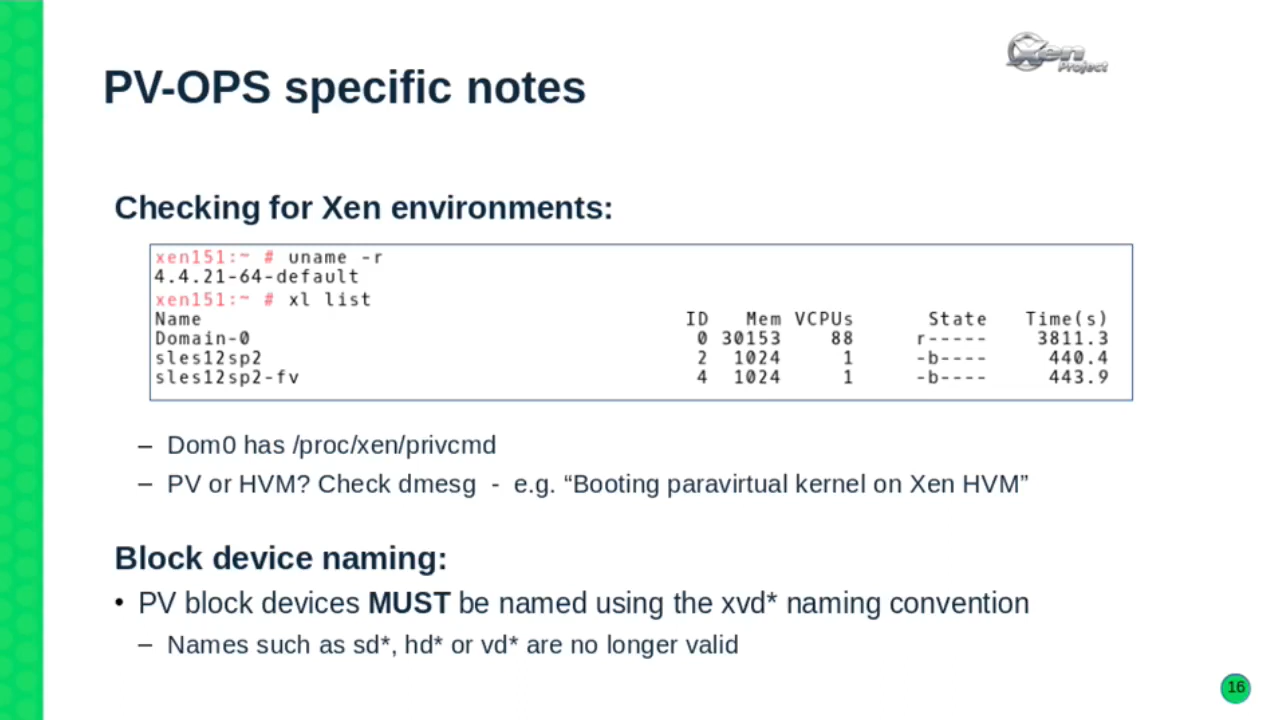 Xen
Project
PV-OPS specific notes
Checking for Xen environments:
xen151:~ # uname -r
4.4.21-64-default
xen151:~ # xl list
Name ID Mem VCPUs State Time(s)
Domain-0 0 30153 88 r----- 3811.3
sles12sp2 2 1024 1 -b---- 440.4
sles12sp2-fv 4 1024 1 -b---- 443.9
– Dom0 has /proc/xen/privcmd
– PV or HVM? Check dmesg - e.g. “Booting paravirtual kernel on Xen HVM”
Block device naming:
• PV block devices MUST be named using the xvd* naming convention
– Names such as sd*, hd* or vd* are no longer valid
16